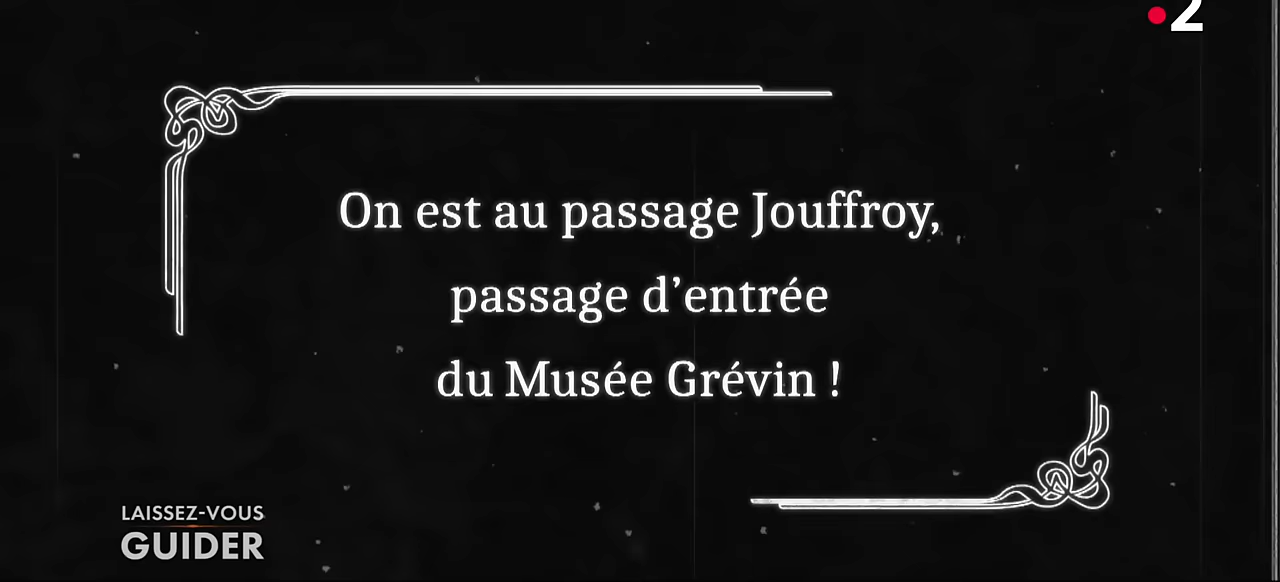 2
On est au passage Jouffroy,
passage d’entrée
du Musée Grévin !
LAISSEZ-VOUS
GUIDER